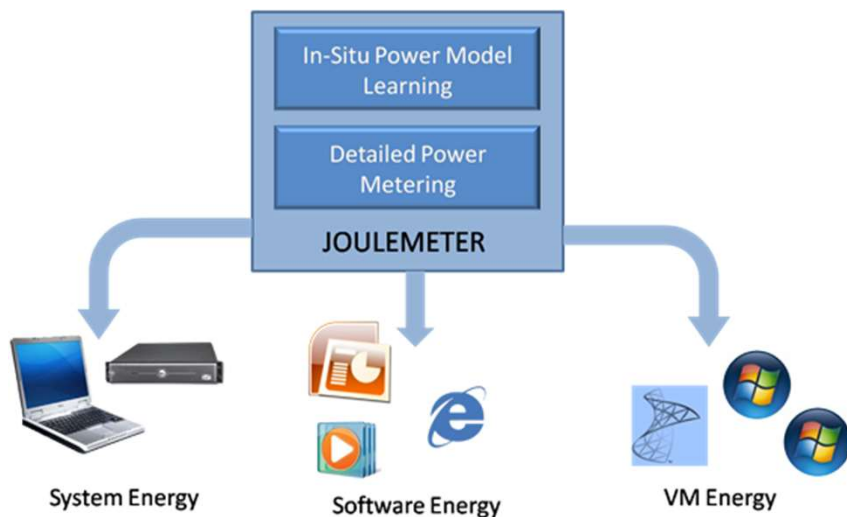 In-Situ Power Model
Learning
Detailed Power
Metering
JOULEMETER
System Energy
Software Energy
VM Energy